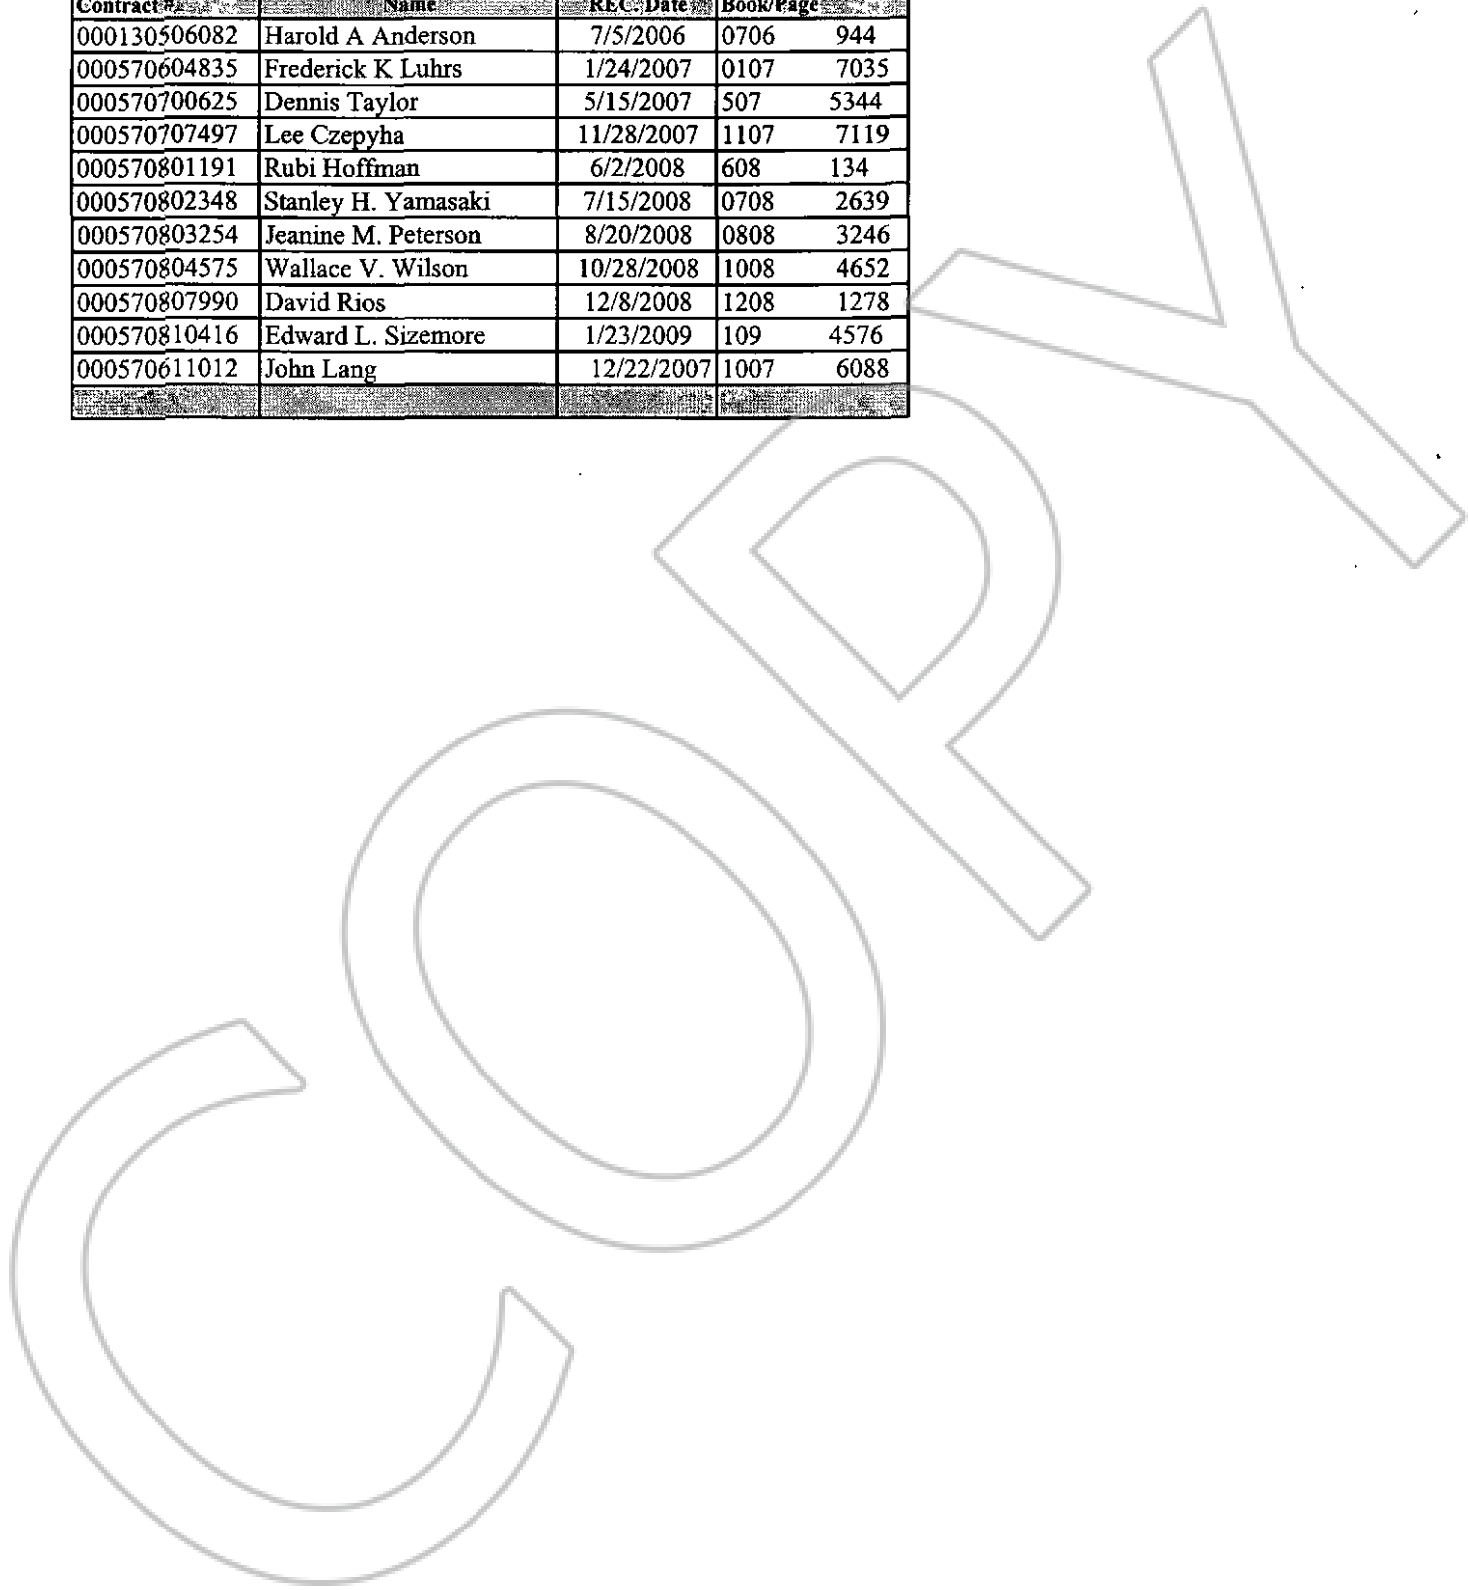 Contract # Name REC. Date Book/Page
000130506082 Harold A Anderson 7/5/2006 0706 944
000570604835 Frederick K Luhrs 1/24/2007 0107 7035
000570700625 Dennis Taylor 5/15/2007 507 5344
000570707497 Lee Czepyha 11/28/2007 1107 7119
000570801191 Rubi Hoffman 6/2/2008 608 134
000570802348 Stanley H. Yamasaki 7/15/2008 0708 2639
000570803254 Jeanine M. Peterson 8/20/2008 0808 3246
000570804575 Wallace V. Wilson 10/28/2008 1008 4652
000570807990 David Rios 12/8/2008 1208 1278
000570810416 Edward L. Sizemore 1/23/2009 109 4576
000570611012 John Lang 12/22/2007 1007 6088
COPY